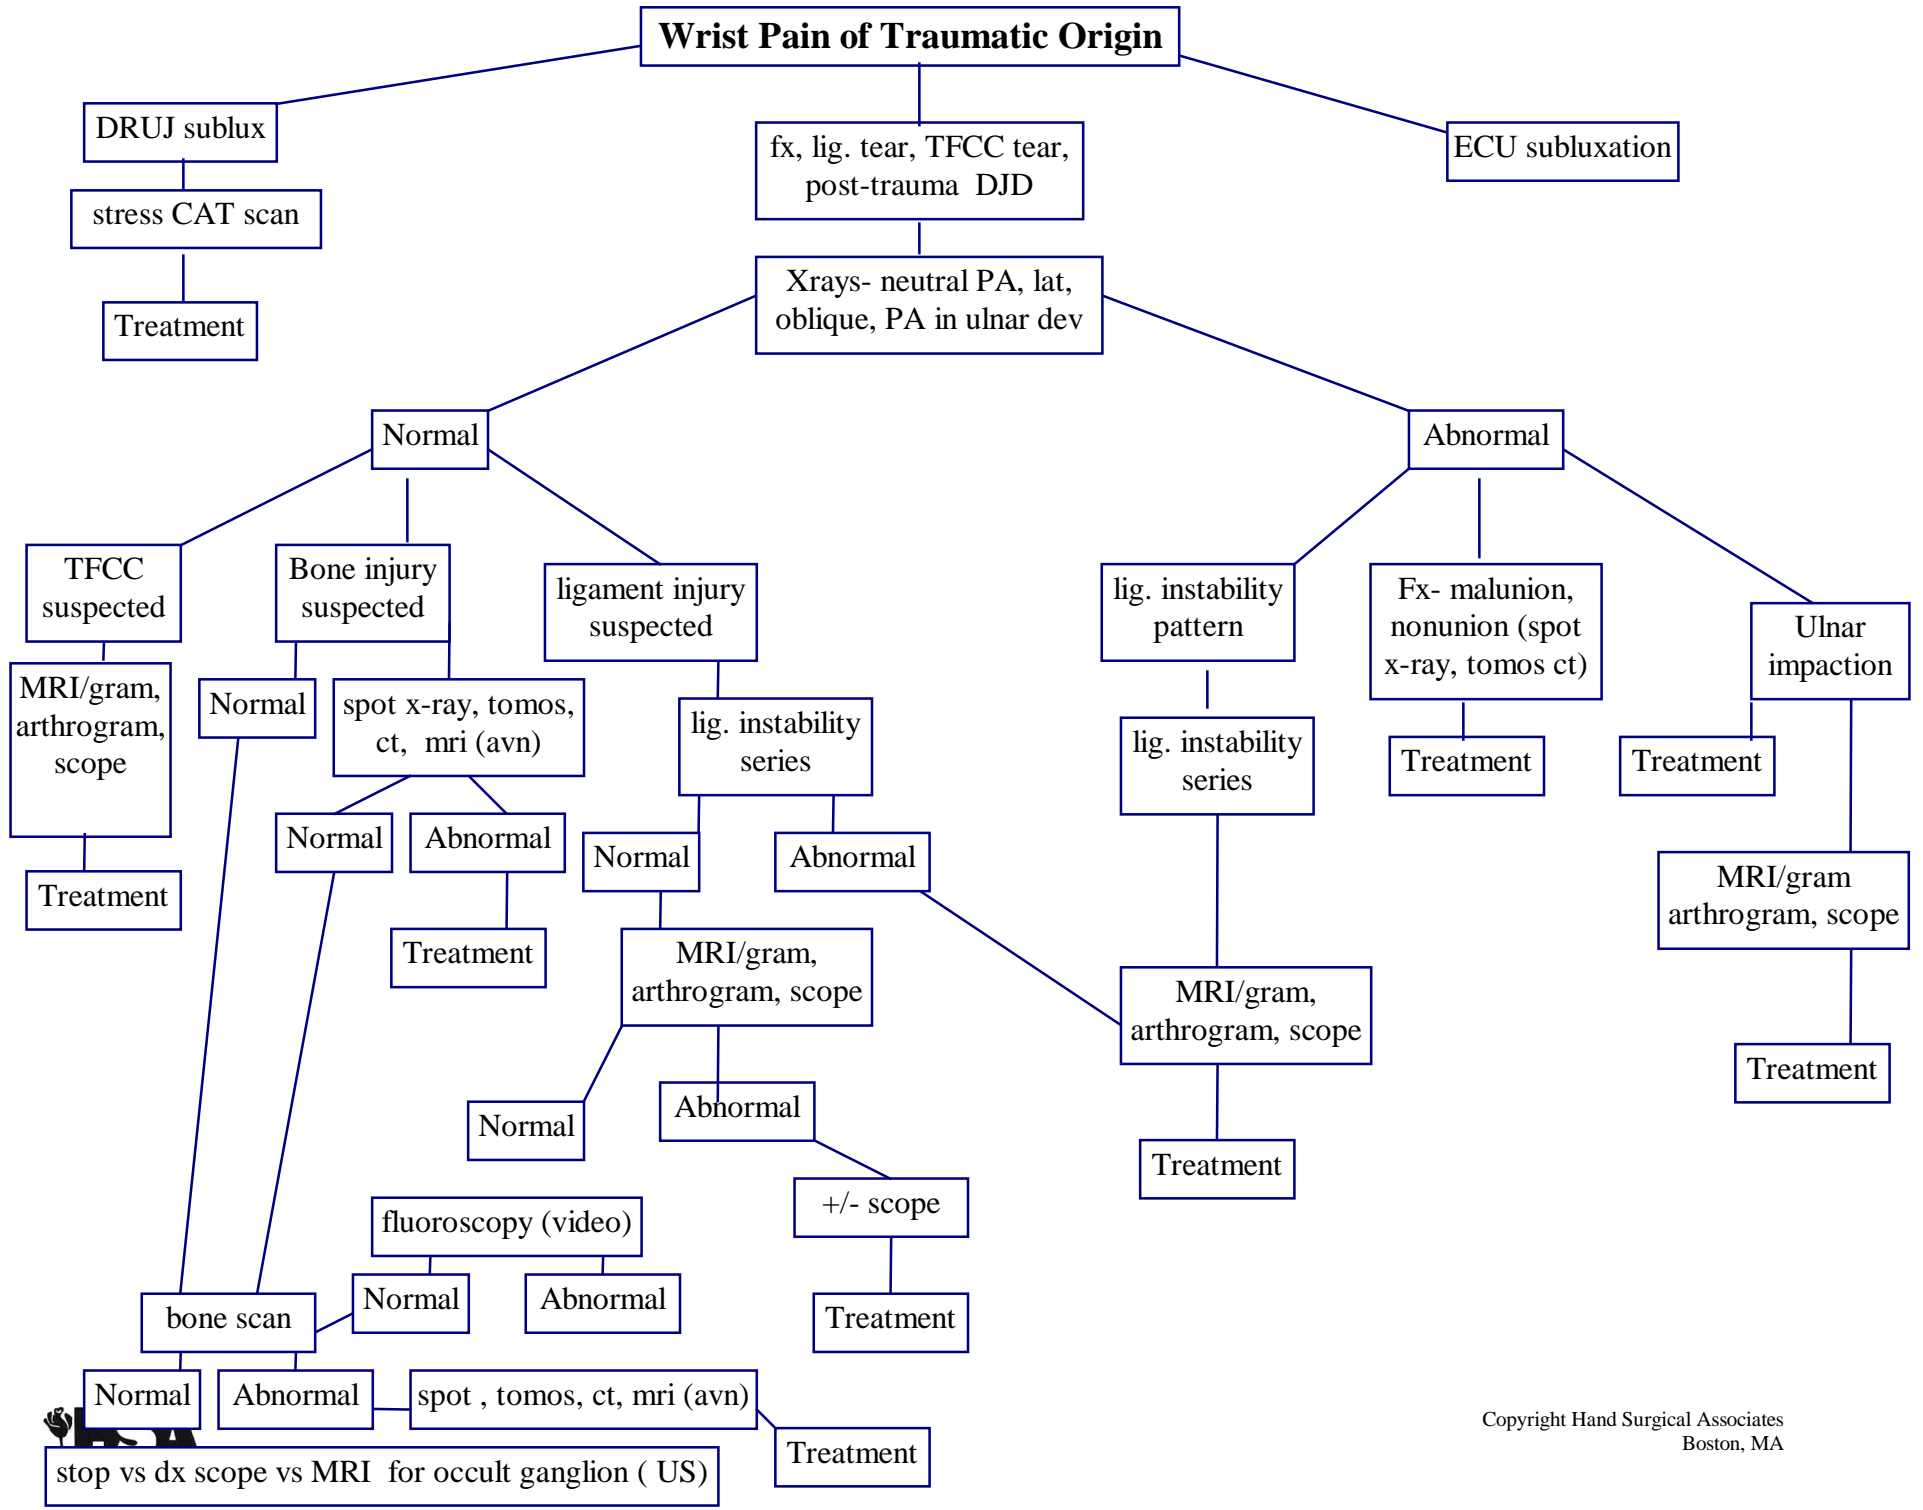 Wrist Pain of Traumatic Origin
DRUJ sublux
fx, lig. tear, TFCC tear,
post-trauma DJD
ECU subluxation
stress CAT scan
Treatment
Xrays- neutral PA, lat,
oblique, PA in ulnar dev
Normal
Abnormal
TFCC
suspected
Bone injury
suspected
ligament injury
suspected
lig. instability
pattern
Fx- malunion,
nonunion (spot
x-ray, tomos ct)
Ulnar
impaction
MRI/gram,
arthrogram,
scope
Normal
spot x-ray, tomos,
ct, mri (avn)
lig. instability
series
lig. instability
series
Treatment
Treatment
Normal
Abnormal
Normal
Abnormal
MRI/gram
arthrogram, scope
Treatment
Treatment
MRI/gram,
arthrogram, scope
MRI/gram,
arthrogram, scope
Treatment
Normal
Abnormal
Treatment
+/- scope
fluoroscopy (video)
Normal
Abnormal
Treatment
bone scan
Normal
Abnormal
spot , tomos, ct, mri (avn)
Treatment
stop vs dx scope vs MRI for occult ganglion ( US)
Copyright Hand Surgical Associates
Boston, MA